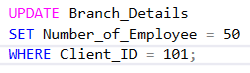 UPDATE Branch_Details
SET Number_of_Employee = 50
WHERE Client_ID = 101;